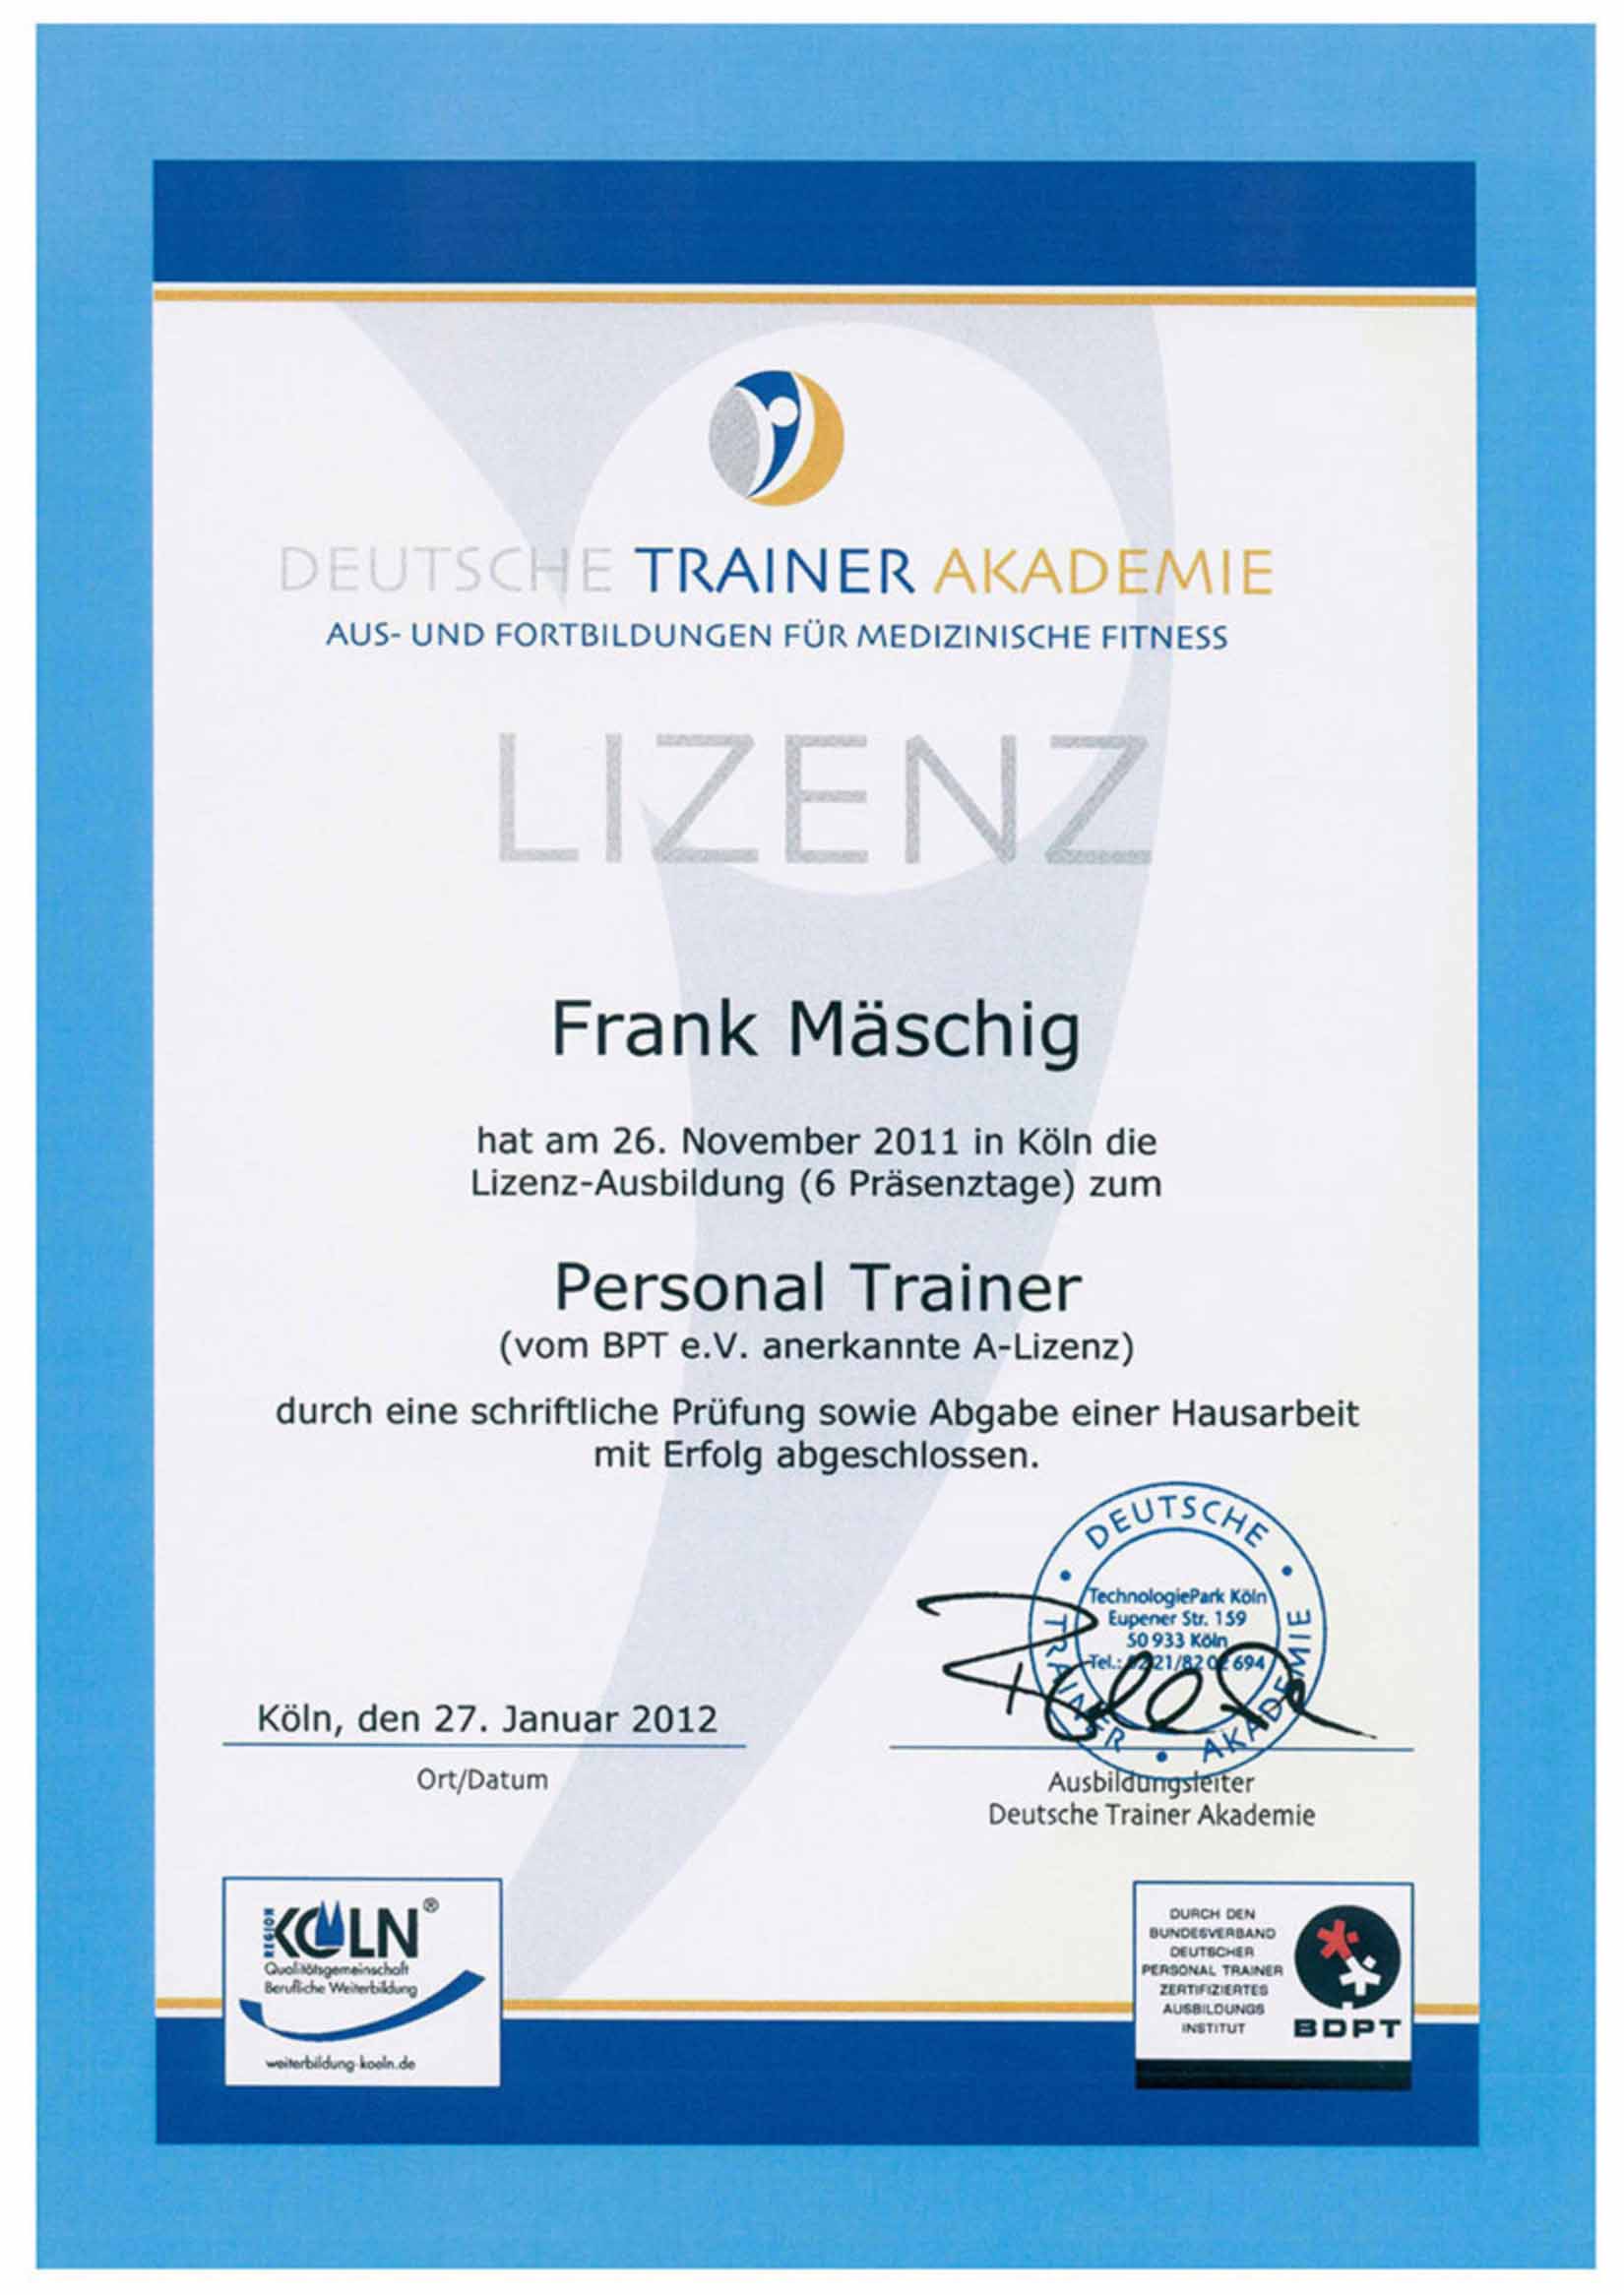 DEUTSCHE TRAINER AKADEMIE
AUS- UND FORTBILDUNGEN FÜR MEDIZINISCHE FITNESS
LIZENZ
Frank Mäschig
hat am 26. November 2011 in Köln die
Lizenz-Ausbildung (6 Präsenztage) zum
Personal Trainer
(vom BPT e.V. anerkannte A-Lizenz)
durch eine schriftliche Prüfung sowie Abgabe einer Hausarbeit
mit Erfolg abgeschlossen.
DEUTSCHE • TRAINER • AKADEMIE •
TechnologiePark Köln
Eupener Str. 159
50 933 Köln
Tel.: 0221/82 02 694
Köln, den 27. Januar 2012
Ort/Datum
Ausbildungsleiter
Deutsche Trainer Akademie
REGION KÖLN®
Qualitätsgemeinschaft
Berufliche Weiterbildung
weiterbildung-koeln.de
DURCH DEN
BUNDESVERBAND
DEUTSCHER
PERSONAL TRAINER
ZERTIFIZIERTES
AUSBILDUNGS
INSTITUT
BDPT